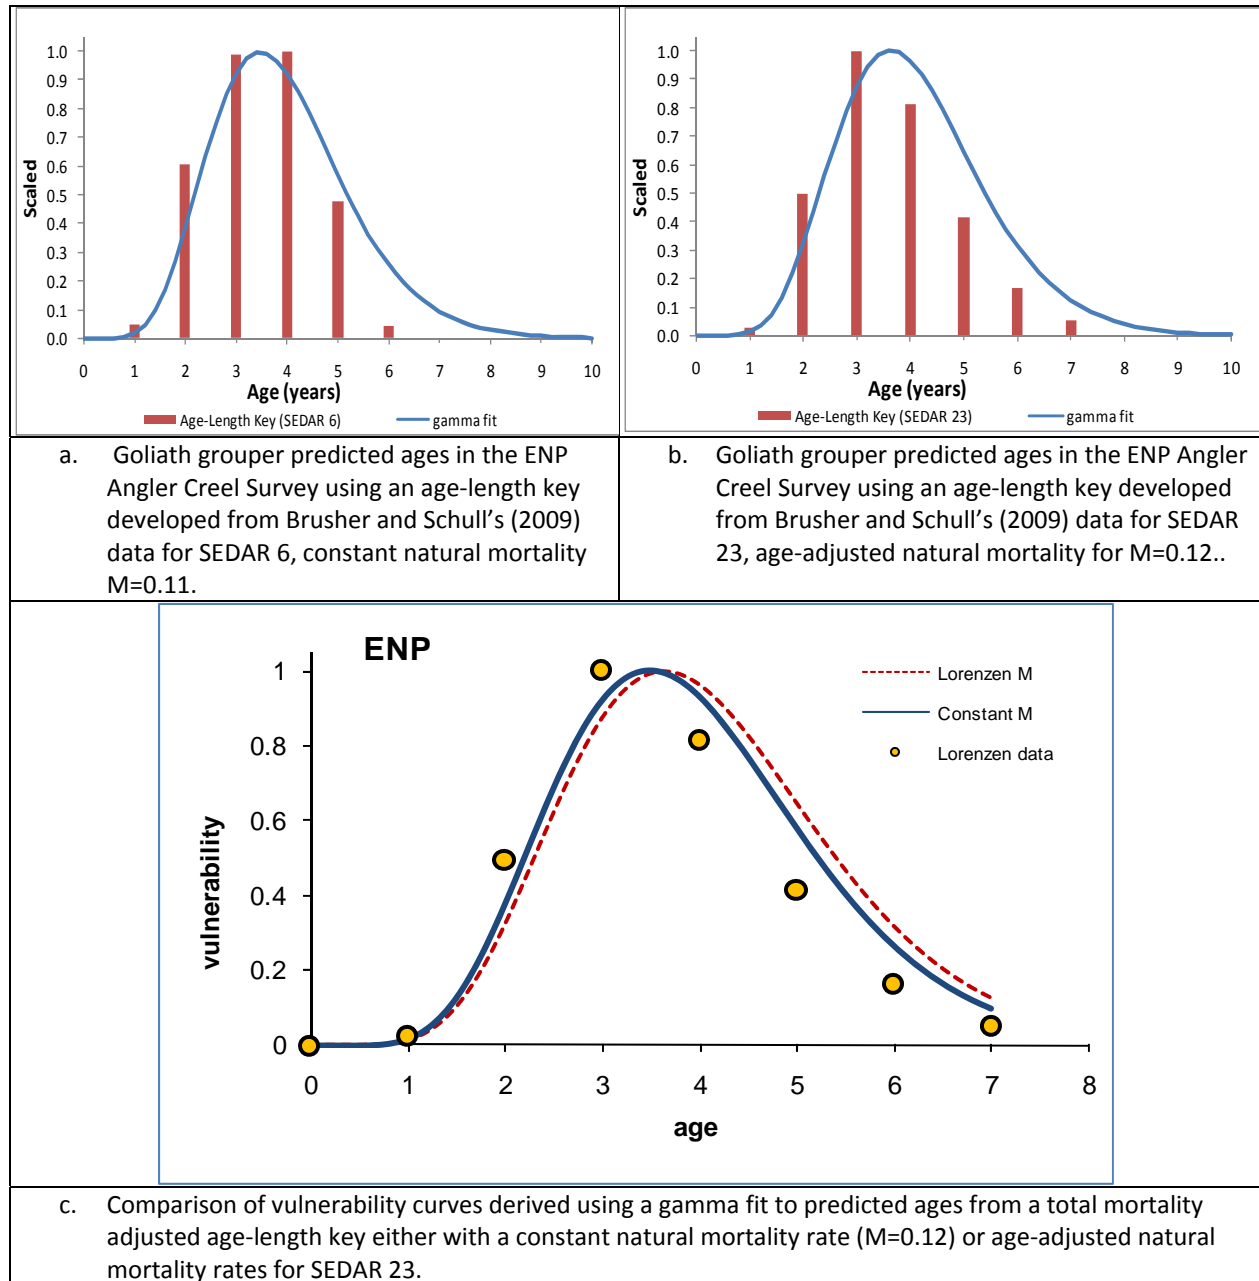 1.0
0.9
0.8
0.7
0.6
0.5
0.4
0.3
0.2
0.1
0.0
Scaled
0 1 2 3 4 5 6 7 8 9 10
Age (years)
Age-Length Key (SEDAR 6) gamma fit
1.0
0.9
0.8
0.7
0.6
0.5
0.4
0.3
0.2
0.1
0.0
Scaled
0 1 2 3 4 5 6 7 8 9 10
Age (years)
Age-Length Key (SEDAR 23) gamma fit
a. Goliath grouper predicted ages in the ENP
Angler Creel Survey using an age-length key
developed from Brusher and Schull’s (2009)
data for SEDAR 6, constant natural mortality
M=0.11.
b. Goliath grouper predicted ages in the ENP Angler
Creel Survey using an age-length key developed
from Brusher and Schull’s (2009) data for SEDAR
23, age-adjusted natural mortality for M=0.12..
ENP
1
0.8
0.6
0.4
0.2
0
vulnerability
0 1 2 3 4 5 6 7 8
age
Lorenzen M
Constant M
Lorenzen data
c. Comparison of vulnerability curves derived using a gamma fit to predicted ages from a total mortality
adjusted age-length key either with a constant natural mortality rate (M=0.12) or age-adjusted natural
mortality rates for SEDAR 23.